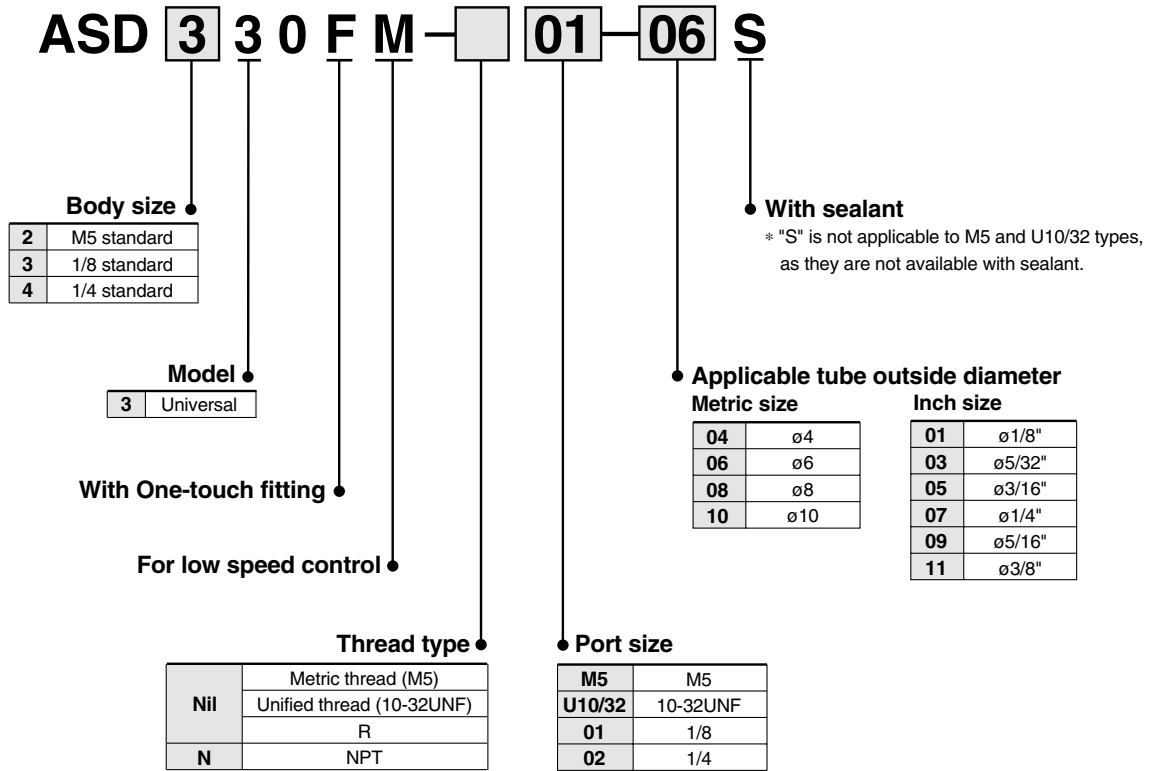 ASD 3 3 0 F M - 01 - 06 S
Body size
2 M5 standard
3 1/8 standard
4 1/4 standard
With sealant
* "S" is not applicable to M5 and U10/32 types,
as they are not available with sealant.
Model
3 Universal
Applicable tube outside diameter
Metric size
04 ø4
06 ø6
08 ø8
10 ø10
Inch size
01 ø1/8"
03 ø5/32"
05 ø3/16"
07 ø1/4"
09 ø5/16"
11 ø3/8"
With One-touch fitting
For low speed control
Thread type
Nil Metric thread (M5)
Unified thread (10-32UNF)
R
N NPT
Port size
M5 M5
U10/32 10-32UNF
01 1/8
02 1/4